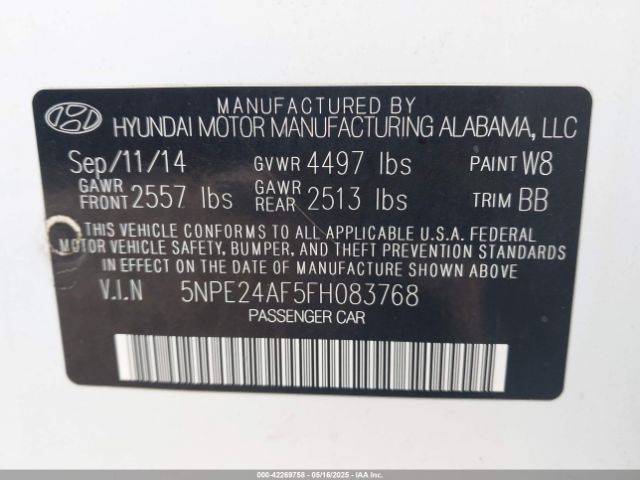 MANUFACTURED BY
HYUNDAI MOTOR MANUFACTURING ALABAMA, LLC
Sep/11/14 GVWR 4497 lbs PAINT W8
GAWR FRONT 2557 lbs GAWR REAR 2513 lbs TRIM BB
THIS VEHICLE CONFORMS TO ALL APPLICABLE U.S.A. FEDERAL
MOTOR VEHICLE SAFETY, BUMPER, AND THEFT PREVENTION STANDARDS
IN EFFECT ON THE DATE OF MANUFACTURE SHOWN ABOVE.
V.I.N 5NPE24AF5FH083768
PASSENGER CAR
000-42269758 - 05/16/2025 - COPYRIGHT IAA, LLC.